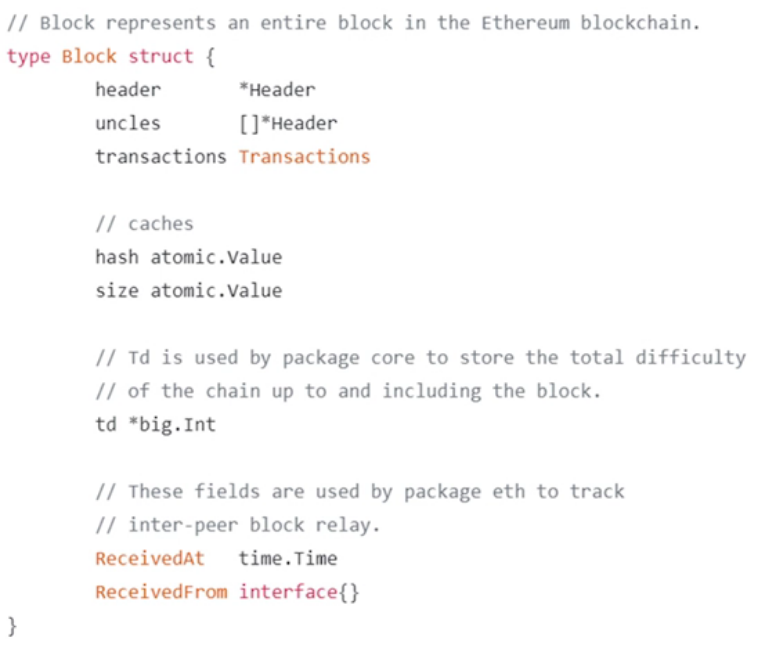 // Block represents an entire block in the Ethereum blockchain.
type Block struct {
header *Header
uncles []*Header
transactions Transactions
// caches
hash atomic.Value
size atomic.Value
// Td is used by package core to store the total difficulty
// of the chain up to and including the block.
td *big.Int
// These fields are used by package eth to track
// inter-peer block relay.
ReceivedAt time.Time
ReceivedFrom interface{}
}